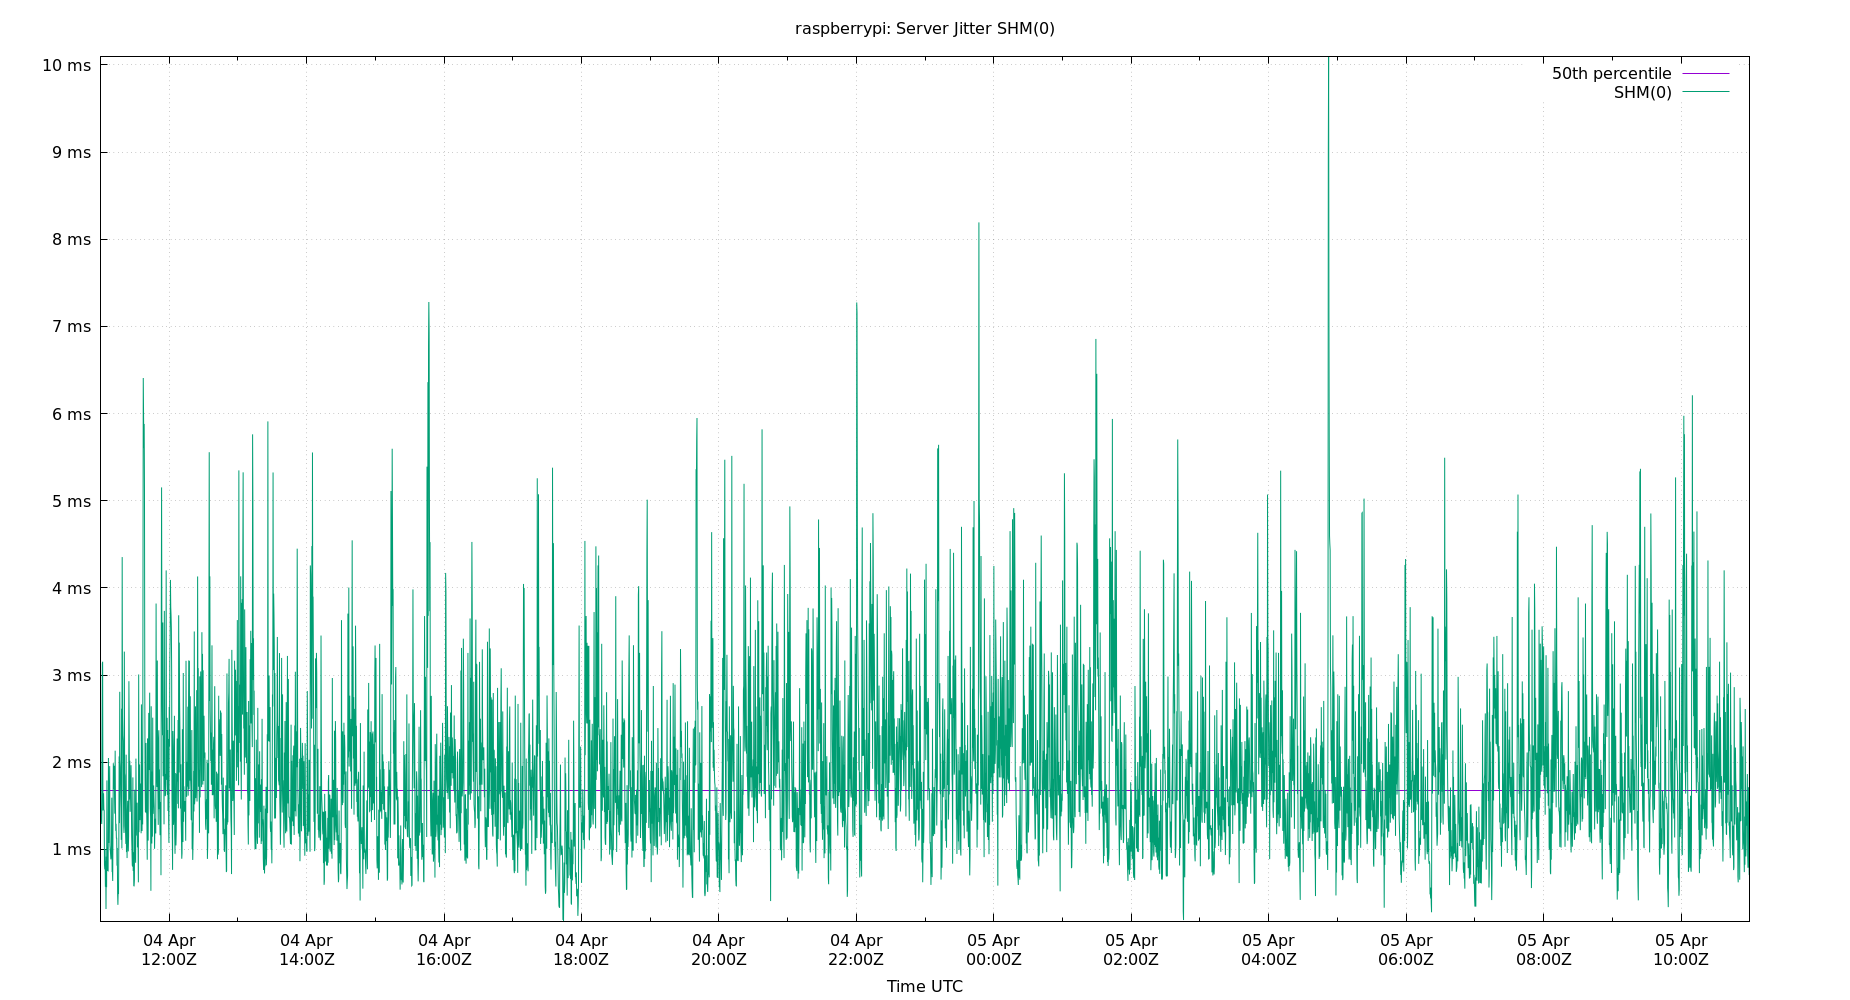 raspberrypi: Server Jitter SHM(0)
10 ms
9 ms
8 ms
7 ms
6 ms
5 ms
4 ms
3 ms
2 ms
1 ms
50th percentile
SHM(0)
04 Apr 04 Apr 04 Apr 04 Apr 04 Apr 04 Apr 05 Apr 05 Apr 05 Apr 05 Apr 05 Apr 05 Apr
12:00Z 14:00Z 16:00Z 18:00Z 20:00Z 22:00Z 00:00Z 02:00Z 04:00Z 06:00Z 08:00Z 10:00Z
Time UTC